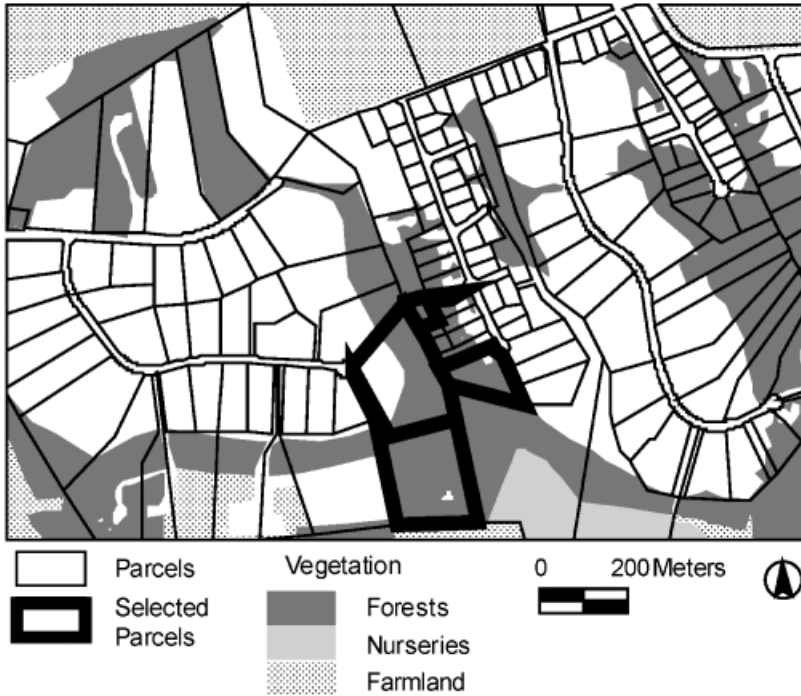 Parcels
Selected
Parcels
Vegetation
Forests
Nurseries
Farmland
0 200 Meters